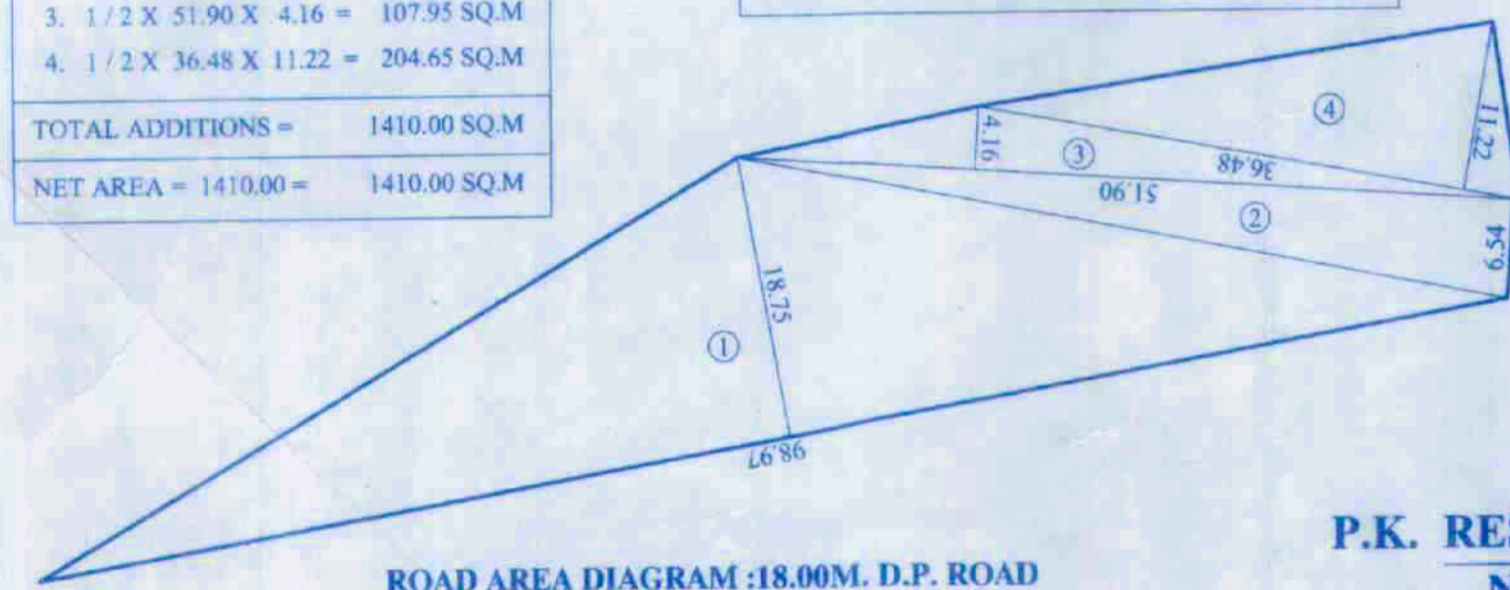 3. 1 / 2 X 51.90 X 4.16 = 107.95 SQ.M
4. 1 / 2 X 36.48 X 11.22 = 204.65 SQ.M
TOTAL ADDITIONS = 1410.00 SQ.M
NET AREA = 1410.00 = 1410.00 SQ.M
4
11.22
4.16
3
36.48
51.90
2
6.54
18.75
1
98.97
P.K.
ROAD AREA DIAGRAM :18.00M. D.P. ROAD